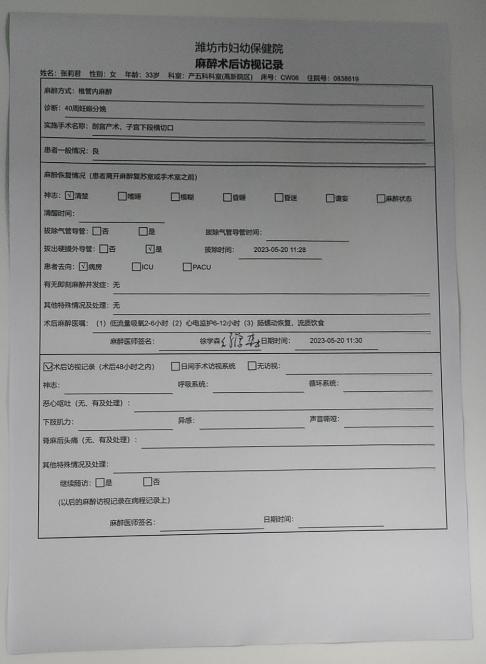 潍坊市妇幼保健院
麻醉术后访视记录
姓名：张莉君 性别：女 年龄：33岁 科室：产五科科室(高新院区) 床号：CW06 住院号：0838619
麻醉方式：椎管内麻醉
诊断：40周妊娠分娩
实施手术名称：剖宫产术、子宫下段横切口
患者一般情况：良
麻醉恢复情况（患者离开麻醉复苏室或手术室之前）
神志：☑清楚 □嗜睡 □模糊 □昏睡 □昏迷 □谵妄 □麻醉状态
清醒时间：
拔除气管导管：□否 □是 拔除气管导管时间：
拔出硬膜外导管：□否 ☑是 拔除时间： 2023-05-20 11:28
患者去向：☑病房 □ICU □PACU
有无即刻麻醉并发症：无
其他特殊情况及处理：无
术后麻醉医嘱：（1）低流量吸氧2-6小时（2）心电监护6-12小时（3）肠蠕动恢复，流质饮食
麻醉医师签名： 徐学森 日期时间： 2023-05-20 11:30
☑术后访视记录（术后48小时之内） □日间手术访视系统 □无访视：
神志： 呼吸系统： 循环系统：
恶心呕吐（无、有及处理）：
下肢肌力： 异感： 声音嘶哑：
脊麻后头痛（无、有及处理）：
其他特殊情况及处理：
继续随访：□是 □否
（以后的麻醉访视记录在病程记录上）
麻醉医师签名： 日期时间：